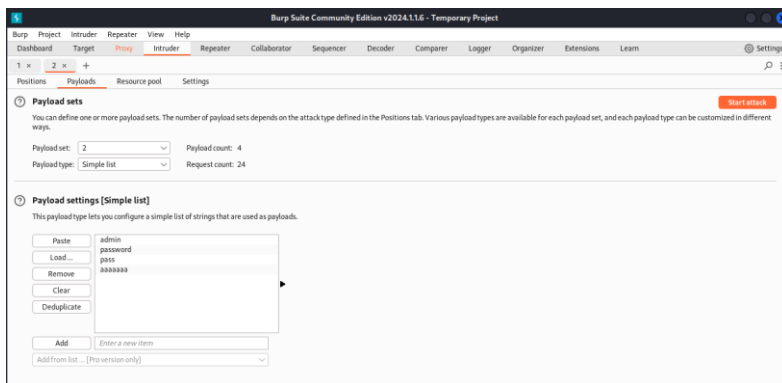 Burp Suite Community Edition v2024.1.1.6 - Temporary Project
Burp Project Intruder Repeater View Help
Dashboard Target Proxy Intruder Repeater Collaborator Sequencer Decoder Comparer Logger Organizer Extensions Learn Settings
1 × 2 × +
Positions Payloads Resource pool Settings
? Payload sets Start attack
You can define one or more payload sets. The number of payload sets depends on the attack type defined in the Positions tab. Various payload types are available for each payload set, and each payload type can be customized in different
ways.
Payload set: 2 Payload count: 4
Payload type: Simple list Request count: 24
? Payload settings [Simple list]
This payload type lets you configure a simple list of strings that are used as payloads.
Paste admin
password
Load... pass
aaaaaaa
Remove
Clear
Deduplicate
Add Enter a new item
Add from list ... [Pro version only]